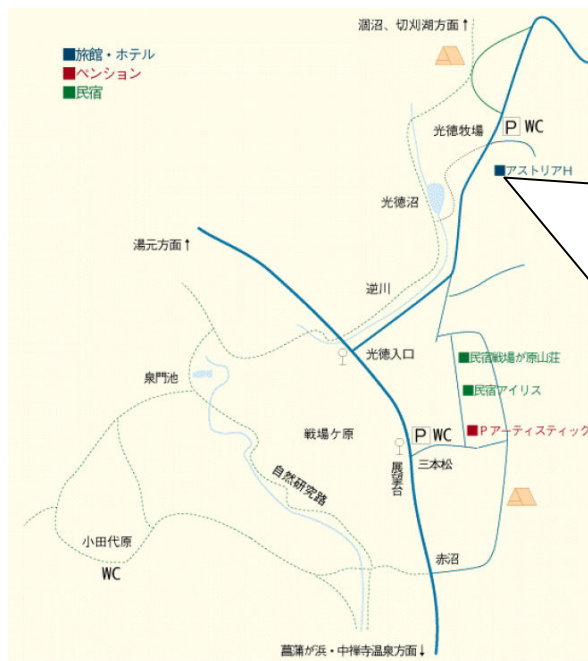 涸沼、切刈湖方面↑
■旅館・ホテル
■ペンション
■民宿
光徳牧場
P WC
■アストリアH
光徳沼
湯元方面↑
逆川
光徳入口
■民宿戦場が原山荘
泉門池
■民宿アイリス
戦場ケ原
P WC
■Pアーティスティック
三本松
展望台
自然研究路
小田代原
赤沼
WC
菖蒲が浜・中禅寺温泉方面↓